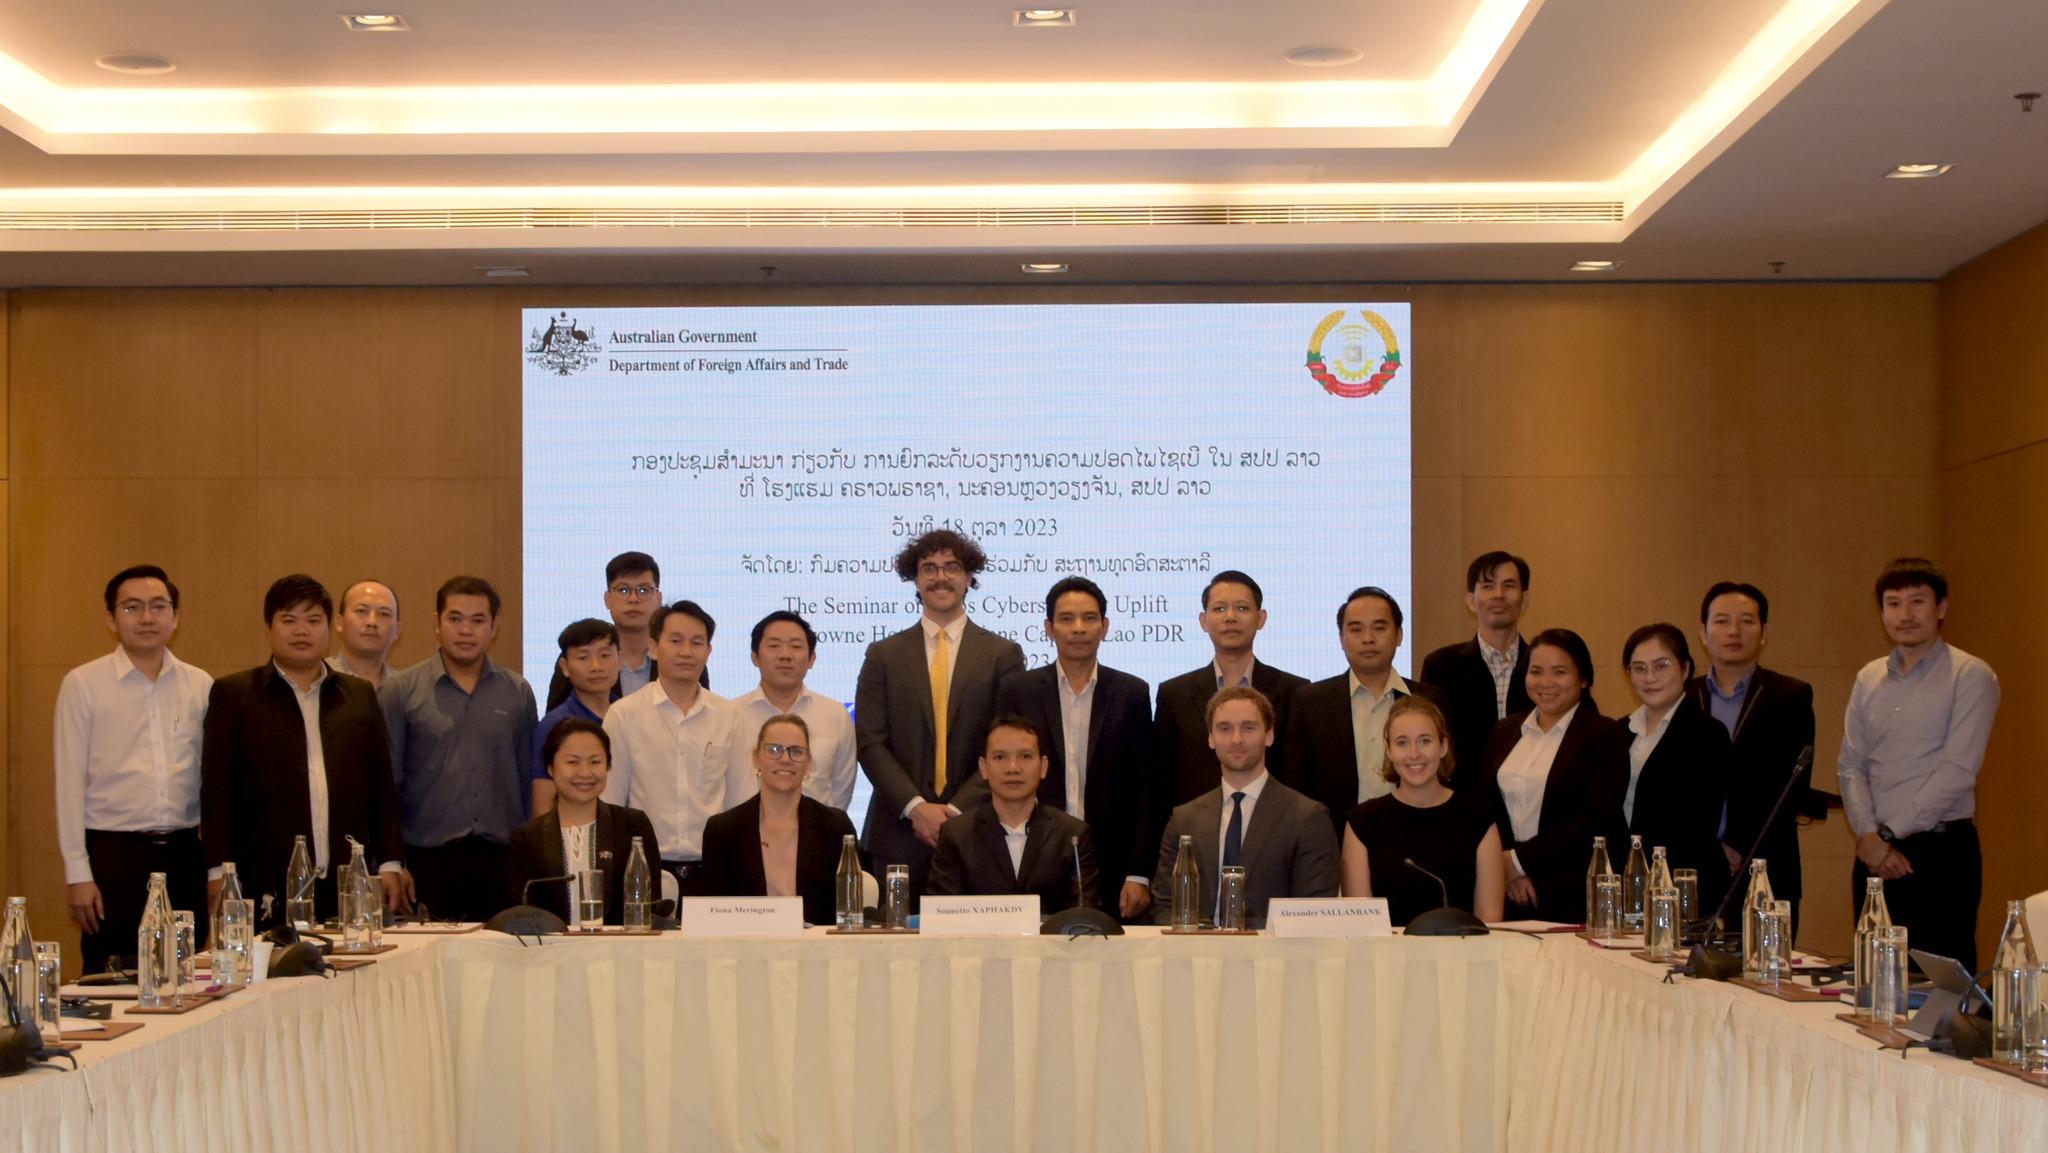 Australian Government
Department of Foreign Affairs and Trade
ກອງປະຊຸມສຳມະນາ ກ່ຽວກັບ ການຍົກລະດັບວຽກງານຄວາມປອດໄພໄຊເບີ ໃນ ສປປ ລາວ
ທີ່ ໂຮງແຮມ ຄຣາວພຣາຊາ, ນະຄອນຫຼວງວຽງຈັນ, ສປປ ລາວ
ວັນທີ 18 ຕຸລາ 2023
ຈັດໂດຍ: ກົມຄວາມ ຮ່ວມກັບ ສະຖານທູດອົດສະຕາລີ
The Seminar Uplift
Lao PDR
Fiona Merington
Sounetto XAPHAKDY
Alexander SALLANBANK